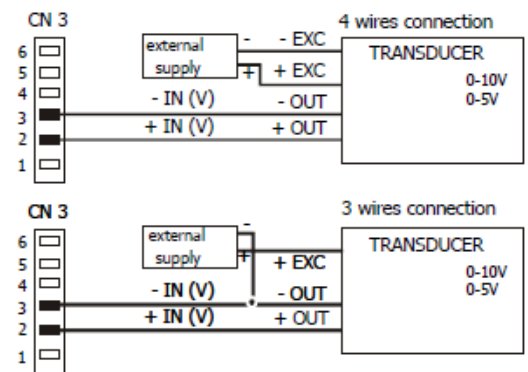 CN 3
4 wires connection
external
supply
-
- EXC
+
+ EXC
TRANSDUCER
0-10V
0-5V
6
5
4
3
2
1
- IN (V)
- OUT
+ IN (V)
+ OUT
CN 3
3 wires connection
external
supply
-
+
+ EXC
TRANSDUCER
0-10V
0-5V
6
5
4
3
2
1
- IN (V)
- OUT
+ IN (V)
+ OUT